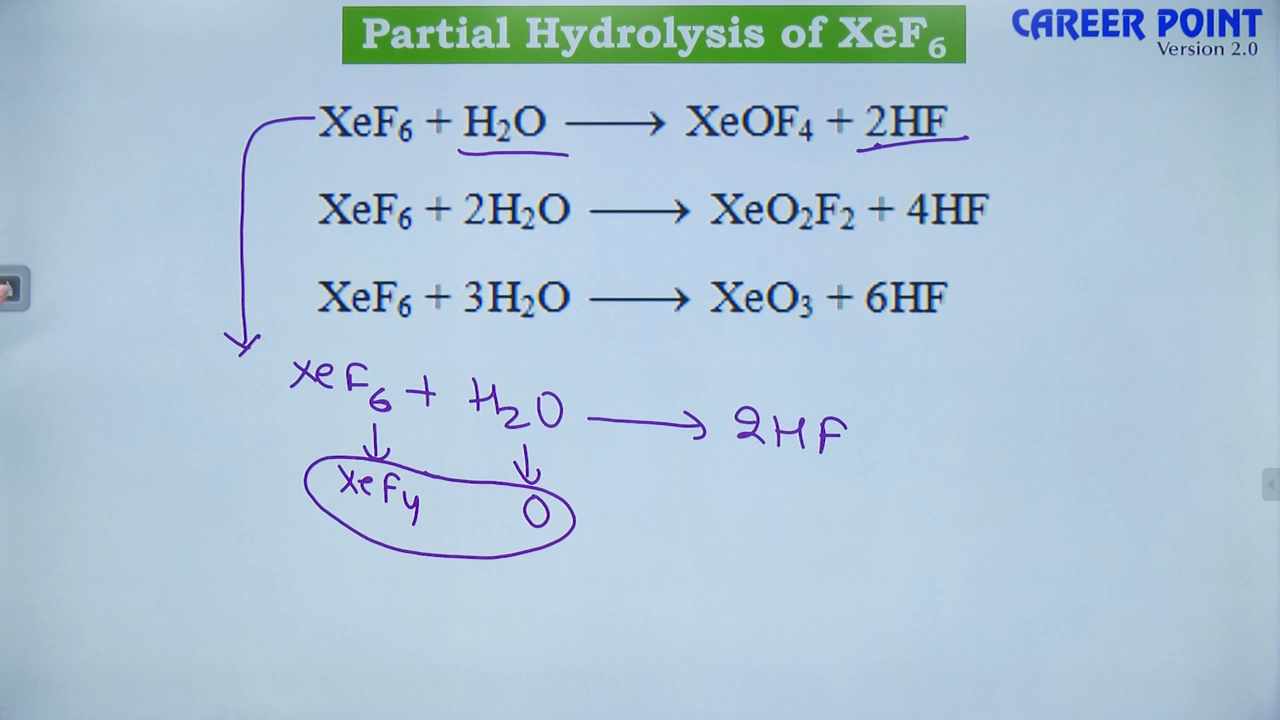 Partial Hydrolysis of XeF₆
CAREER POINT
Version 2.0
XeF₆ + H₂O ⟶ XeOF₄ + 2HF
XeF₆ + 2H₂O ⟶ XeO₂F₂ + 4HF
XeF₆ + 3H₂O ⟶ XeO₃ + 6HF
XeF₆ + H₂O ⟶ 2HF
XeF₄ O